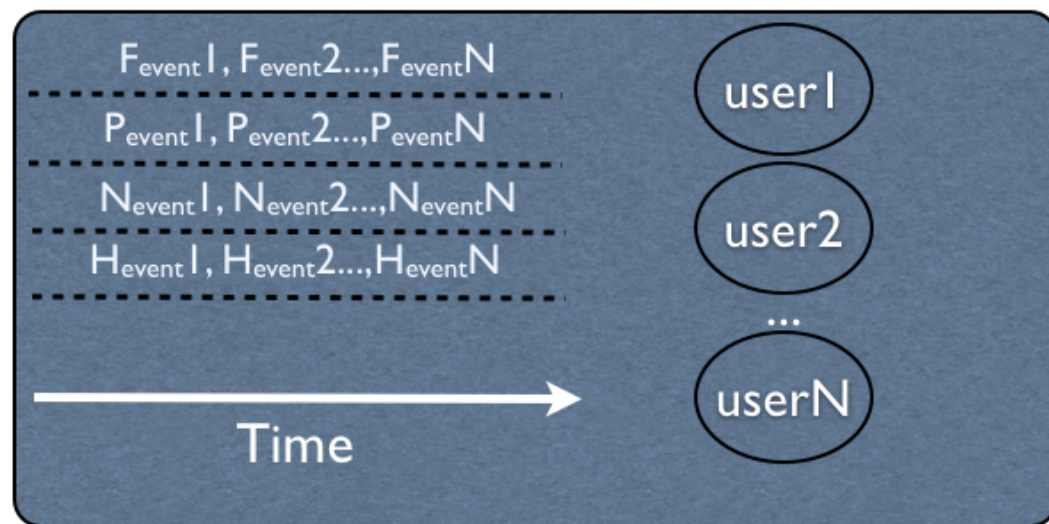 Fevent1, Fevent2...,FeventN
Pevent1, Pevent2...,PeventN
Nevent1, Nevent2...,NeventN
Hevent1, Hevent2...,HeventN
Time
user1
user2
...
userN